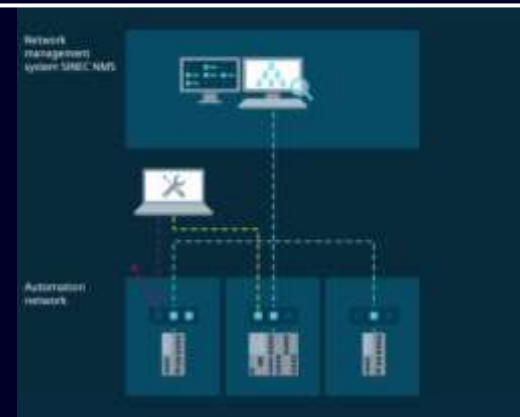 Network
management
system SINEC NMS
Automation
network